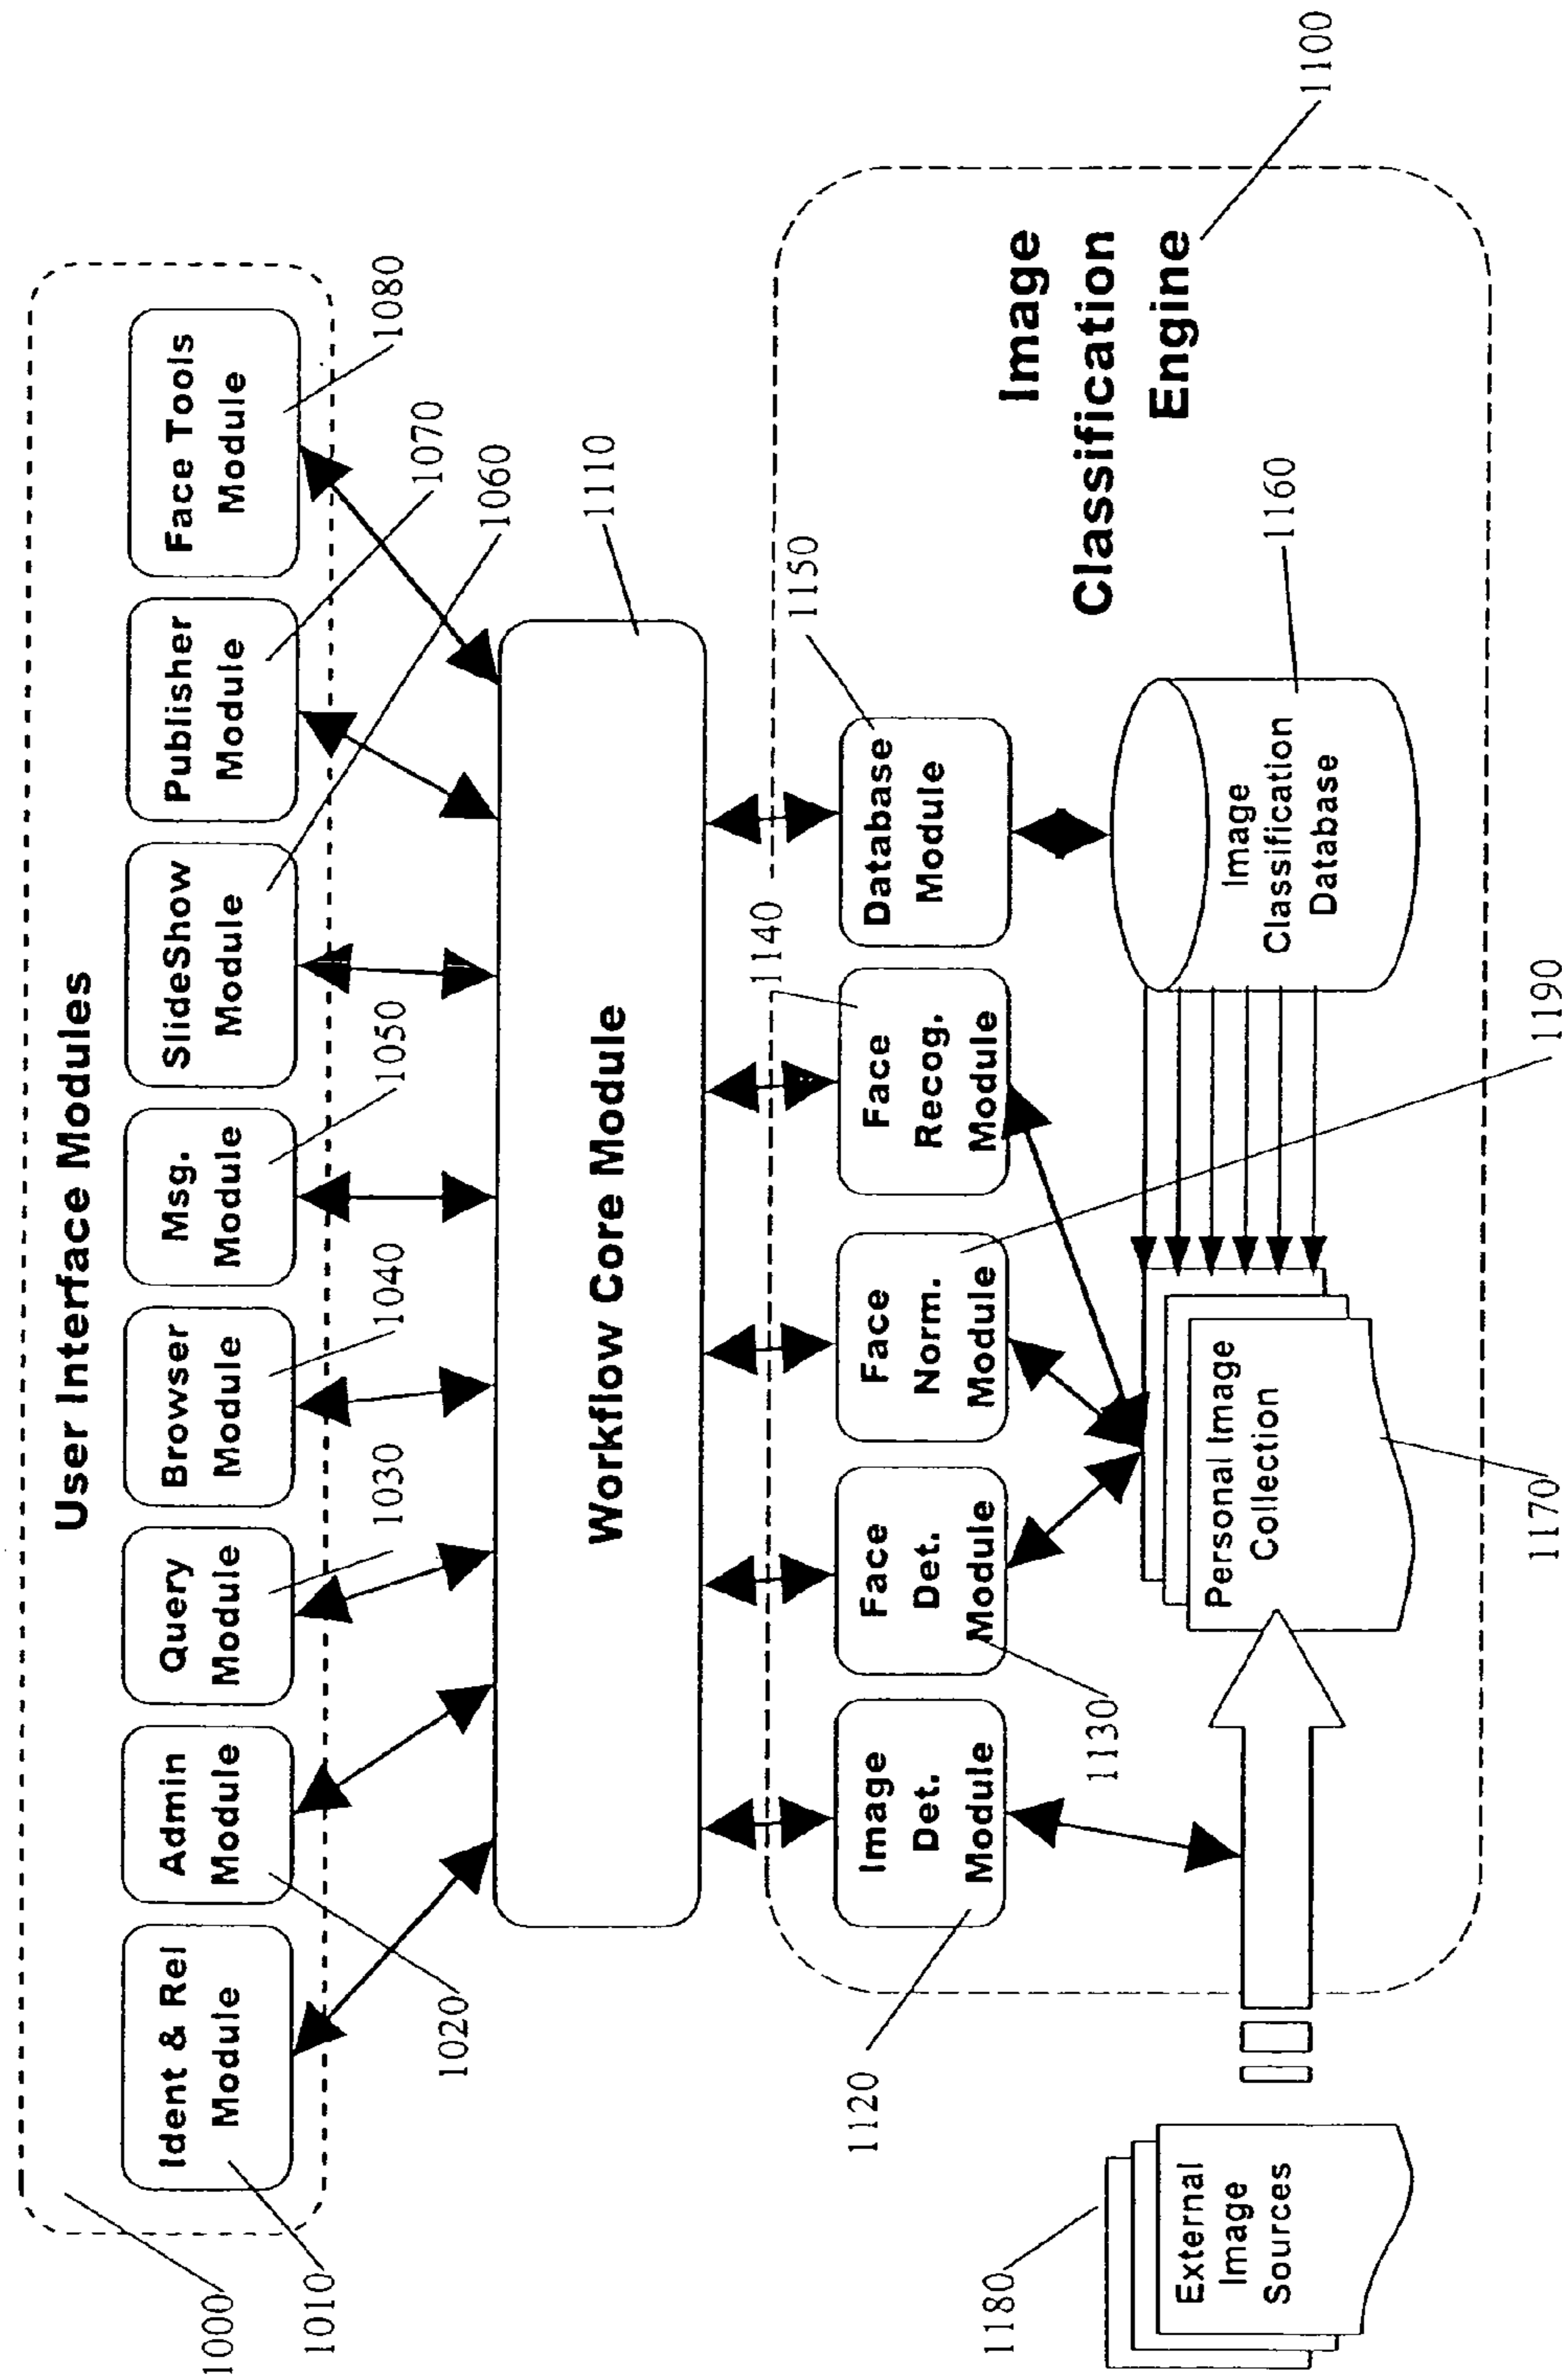 User Interface Modules
Ident & Rel
Module
Admin
Module
Query
Module
Browser
Module
Msg.
Module
SlideShow
Module
Publisher
Module
Face Tools
Module
1000
1010
1020
1030
1040
1050
1060
1070
1080
Workflow Core Module
1110
Image
Det.
Module
Face
Det.
Module
Face
Norm.
Module
Face
Recog.
Module
Database
Module
1120
1130
1140
1150
External
Image
Sources
1180
Personal Image
Collection
1170
1190
Image
Classification
Database
1160
Image
Classification
Engine
1100